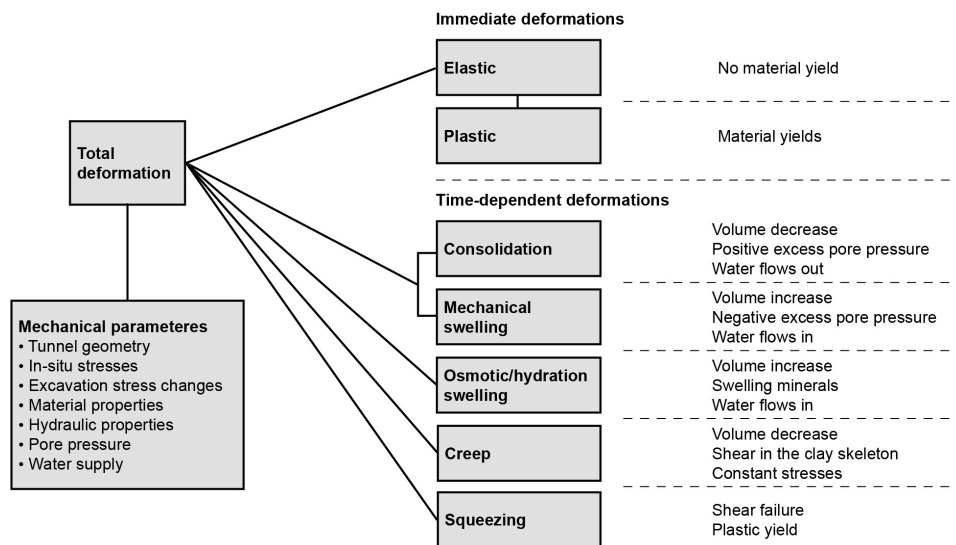 Immediate deformations
Elastic
No material yield
Plastic
Material yields
Total
deformation
Time-dependent deformations
Consolidation
Volume decrease
Positive excess pore pressure
Water flows out
Mechanical
swelling
Volume increase
Negative excess pore pressure
Water flows in
Osmotic/hydration
swelling
Volume increase
Swelling minerals
Water flows in
Creep
Volume decrease
Shear in the clay skeleton
Constant stresses
Squeezing
Shear failure
Plastic yield
Mechanical parameteres
• Tunnel geometry
• In-situ stresses
• Excavation stress changes
• Material properties
• Hydraulic properties
• Pore pressure
• Water supply